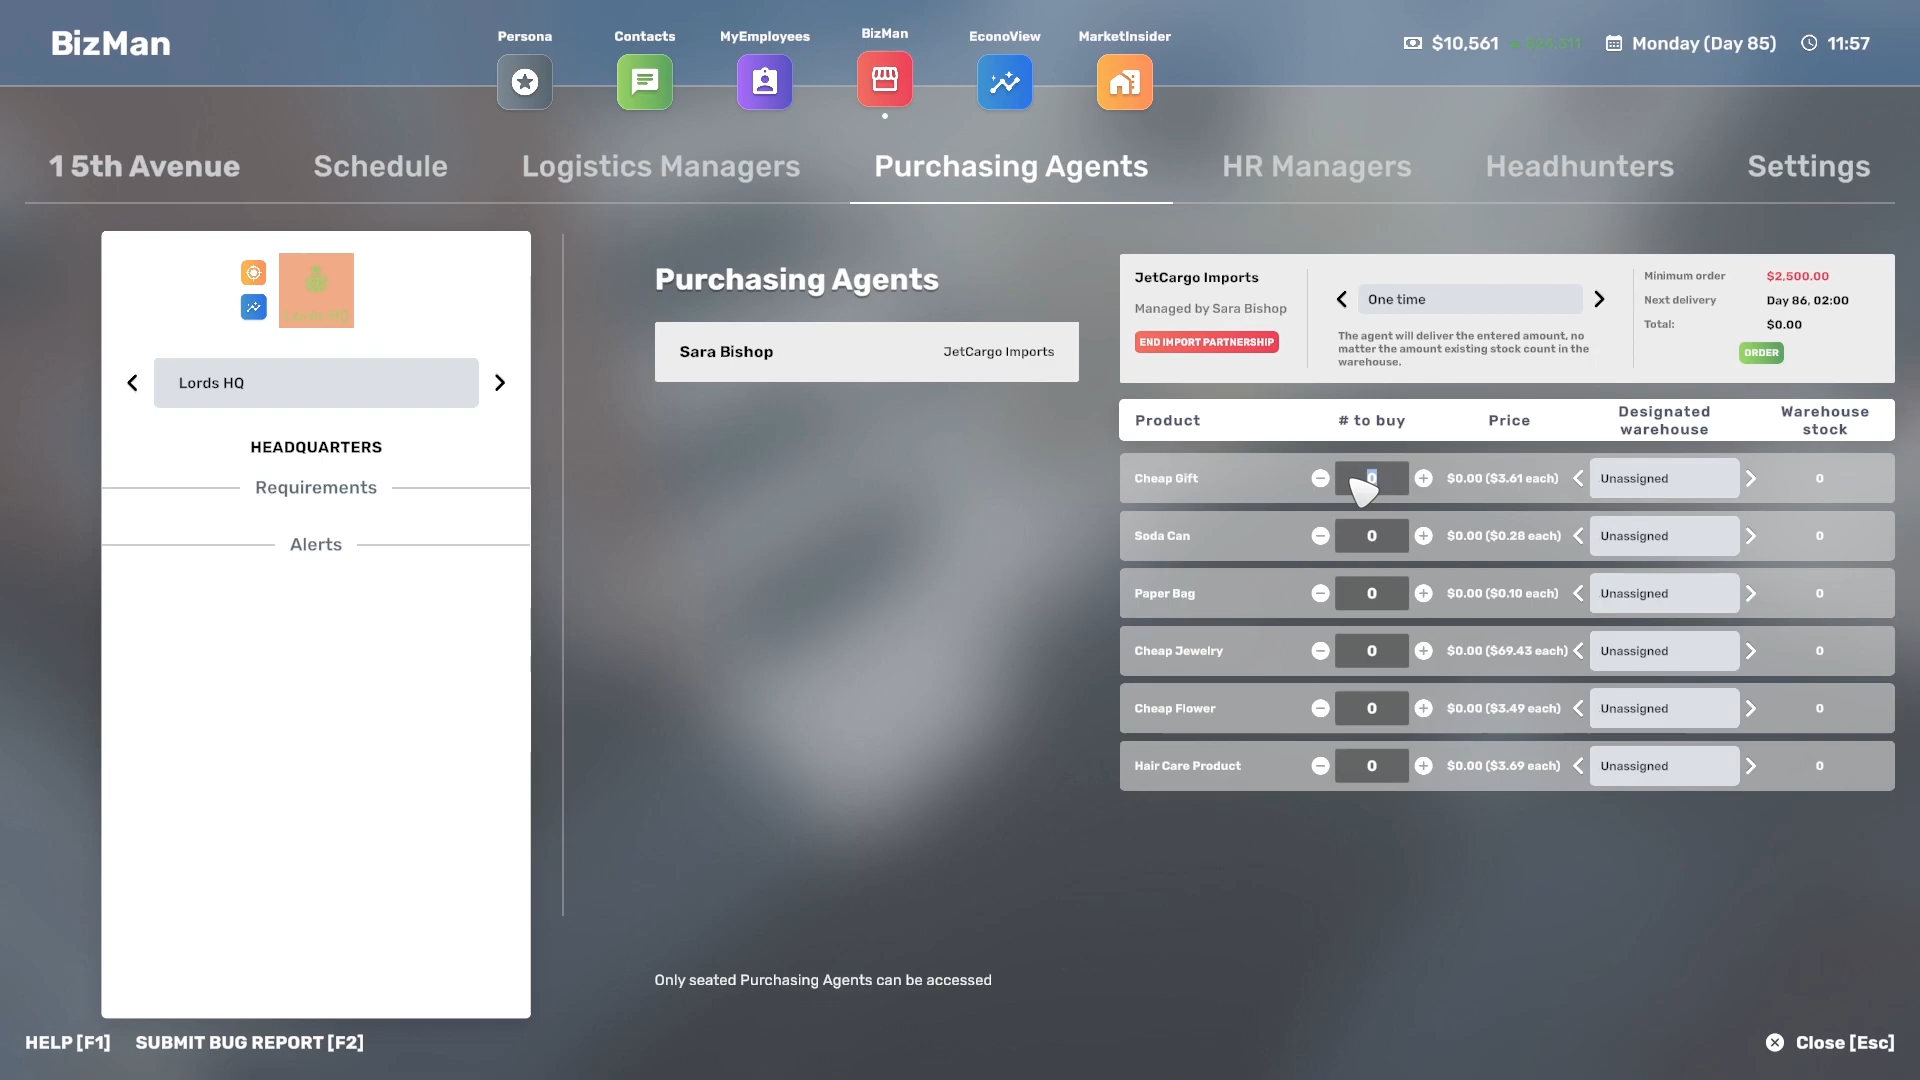 BizMan
Persona
Contacts
MyEmployees
BizMan
EconoView
MarketInsider
$10,561
Monday (Day 85)
11:57
1 5th Avenue
Schedule
Logistics Managers
Purchasing Agents
HR Managers
Headhunters
Settings
Lords HQ
Lords HQ
HEADQUARTERS
Requirements
Alerts
Purchasing Agents
Sara Bishop
JetCargo Imports
Only seated Purchasing Agents can be accessed
JetCargo Imports
Managed by Sara Bishop
END IMPORT PARTNERSHIP
One time
The agent will deliver the entered amount, no
matter the amount existing stock count in the
warehouse.
Minimum order $2,500.00
Next delivery Day 86, 02:00
Total: $0.00
ORDER
Product # to buy Price Designated warehouse Warehouse stock
Cheap Gift 0 $0.00 ($3.61 each) Unassigned 0
Soda Can 0 $0.00 ($0.28 each) Unassigned 0
Paper Bag 0 $0.00 ($0.10 each) Unassigned 0
Cheap Jewelry 0 $0.00 ($69.43 each) Unassigned 0
Cheap Flower 0 $0.00 ($3.49 each) Unassigned 0
Hair Care Product 0 $0.00 ($3.69 each) Unassigned 0
HELP [F1]
SUBMIT BUG REPORT [F2]
Close [Esc]